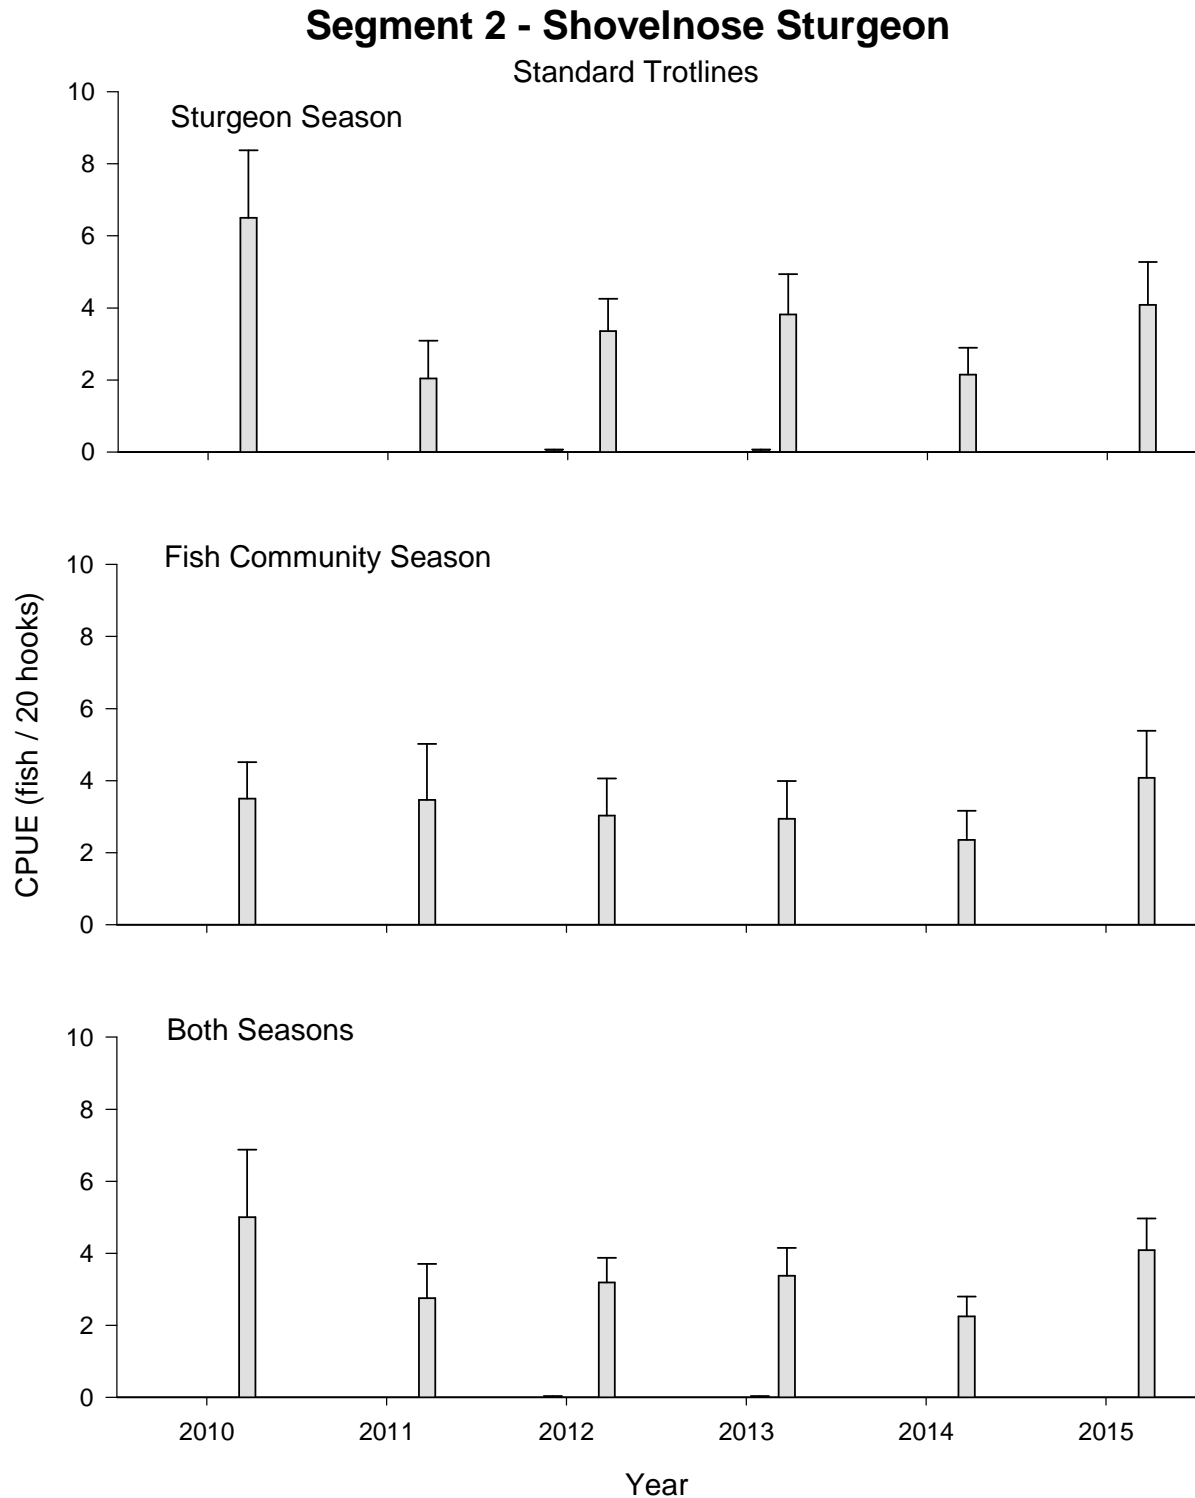 Segment 2 - Shovelnose Sturgeon
Standard Trotlines
Sturgeon Season
10
8
6
4
2
0
Fish Community Season
10
8
6
4
2
0
CPUE (fish / 20 hooks)
Both Seasons
10
8
6
4
2
0
2010 2011 2012 2013 2014 2015
Year